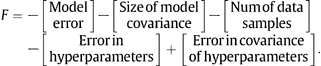 F = − [Model error] − [Size of model covariance] − [Num of data samples]
− [Error in hyperparameters] + [Error in covariance of hyperparameters].